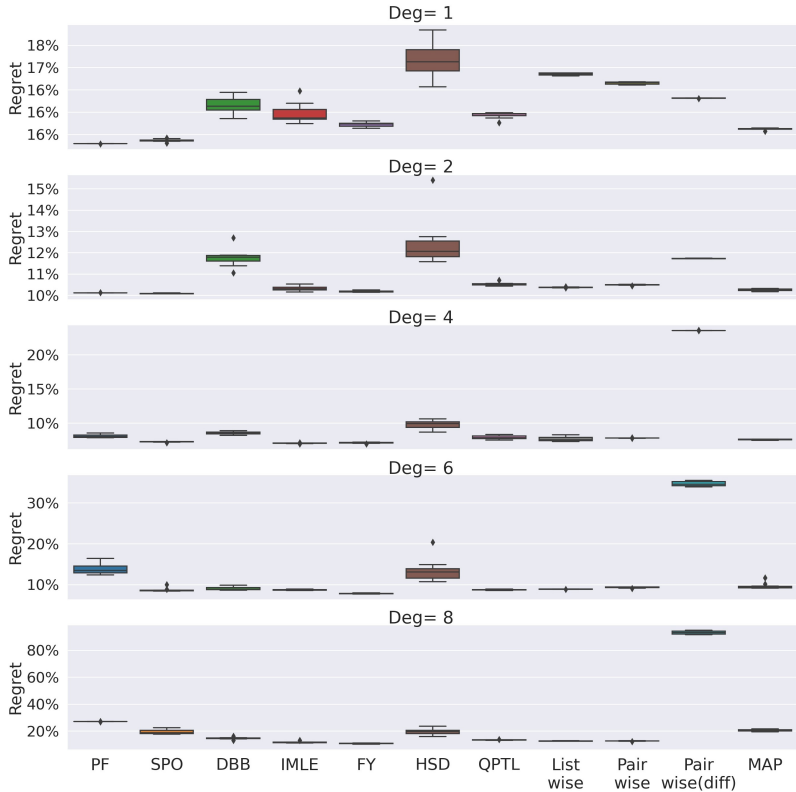 Deg= 1
Regret
18%
17%
16%
16%
16%
Deg= 2
Regret
15%
14%
13%
12%
11%
10%
Deg= 4
Regret
20%
15%
10%
Deg= 6
Regret
30%
20%
10%
Deg= 8
Regret
80%
60%
40%
20%
PF SPO DBB IMLE FY HSD QPTL List wise Pair wise Pair wise(diff) MAP